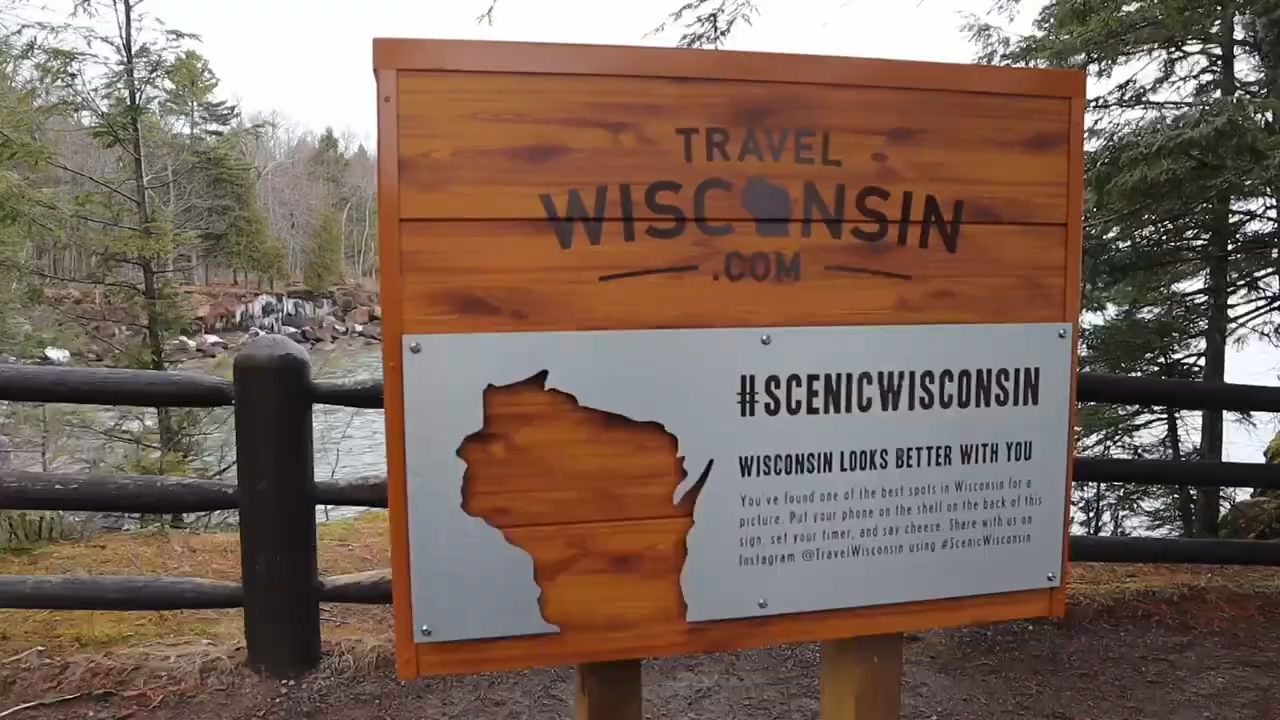 TRAVEL
WISCONSIN
.COM
#SCENICWISCONSIN
WISCONSIN LOOKS BETTER WITH YOU
You've found one of the best spots in Wisconsin for a
picture. Put your phone on the shelf on the back of this
sign, set your timer, and say cheese. Share with us on
Instagram @TravelWisconsin using #ScenicWisconsin